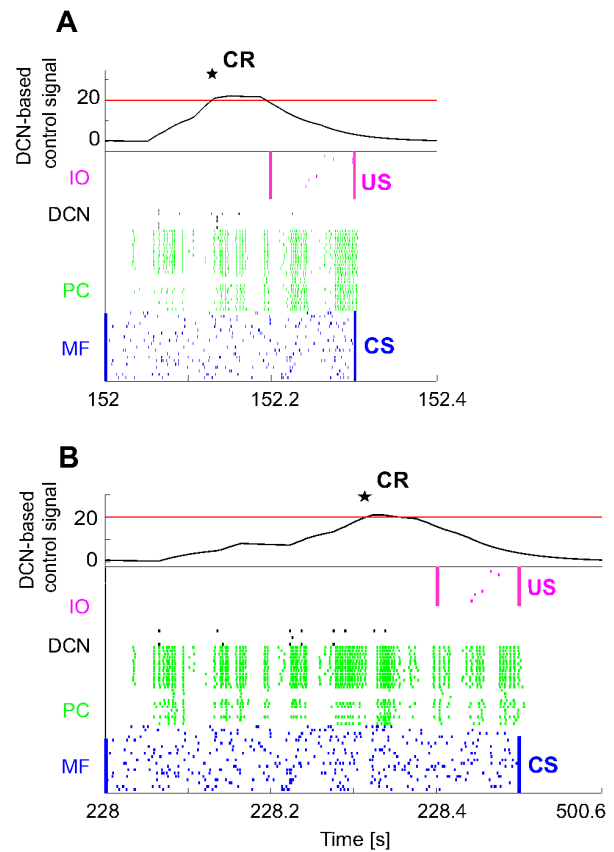 A
CR
DCN-based
control signal
20
0
IO
US
DCN
PC
MF
CS
152
152.2
152.4
B
CR
DCN-based
control signal
20
0
IO
US
DCN
PC
MF
CS
228
228.2
228.4
500.6
Time [s]